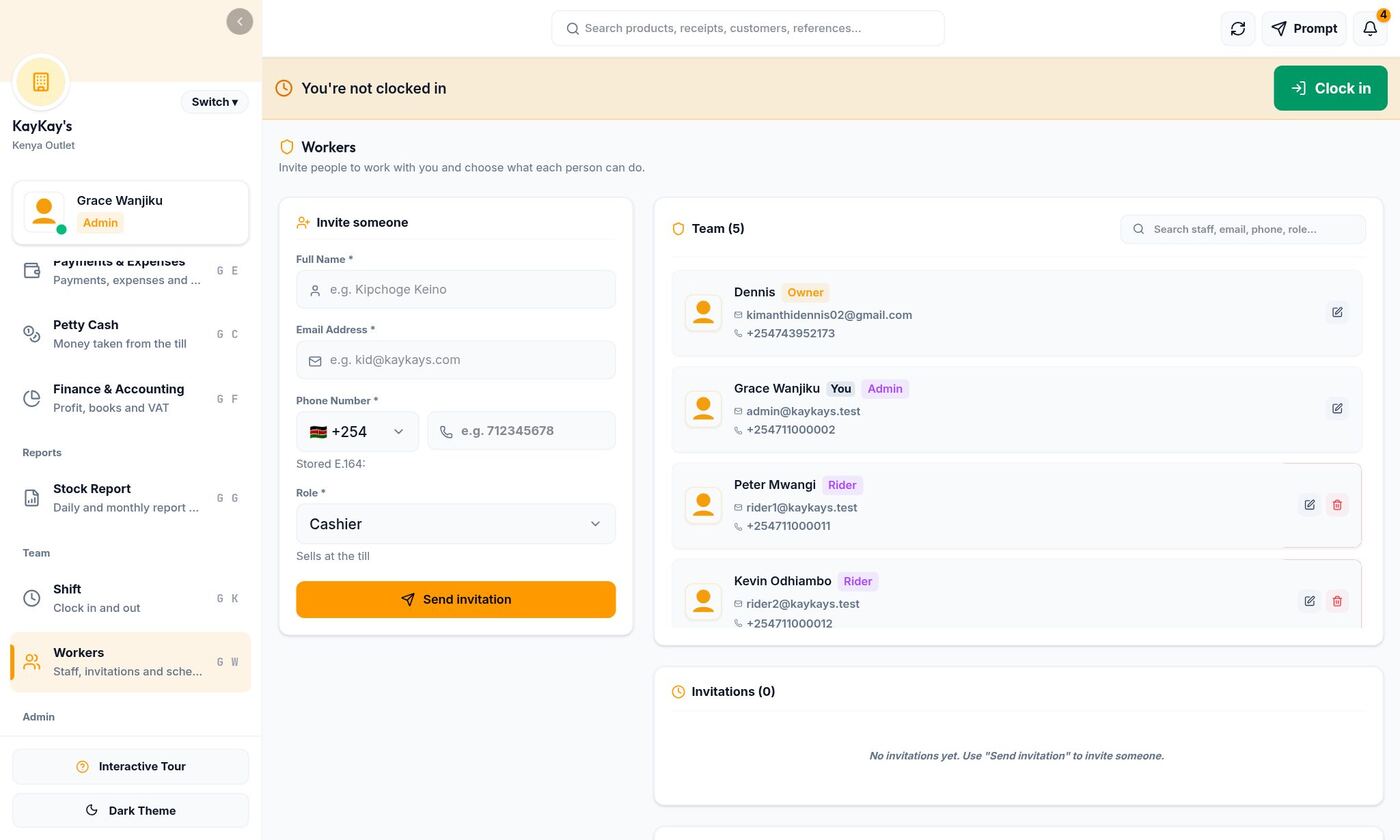 Search products, receipts, customers, references...
Prompt
4
You're not clocked in
Clock in
Switch ▾
KayKay's
Kenya Outlet
Grace Wanjiku
Admin
Payments & Expenses
Payments, expenses and ...
G E
Petty Cash
Money taken from the till
G C
Finance & Accounting
Profit, books and VAT
G F
Reports
Stock Report
Daily and monthly report ...
G G
Team
Shift
Clock in and out
G K
Workers
Staff, invitations and sche...
G W
Admin
Interactive Tour
Dark Theme
Workers
Invite people to work with you and choose what each person can do.
Invite someone
Full Name *
e.g. Kipchoge Keino
Email Address *
e.g. kid@kaykays.com
Phone Number *
+254
e.g. 712345678
Stored E.164:
Role *
Cashier
Sells at the till
Send invitation
Team (5)
Search staff, email, phone, role...
Dennis Owner
kimanthidennis02@gmail.com
+254743952173
Grace Wanjiku You Admin
admin@kaykays.test
+254711000002
Peter Mwangi Rider
rider1@kaykays.test
+254711000011
Kevin Odhiambo Rider
rider2@kaykays.test
+254711000012
Invitations (0)
No invitations yet. Use "Send invitation" to invite someone.